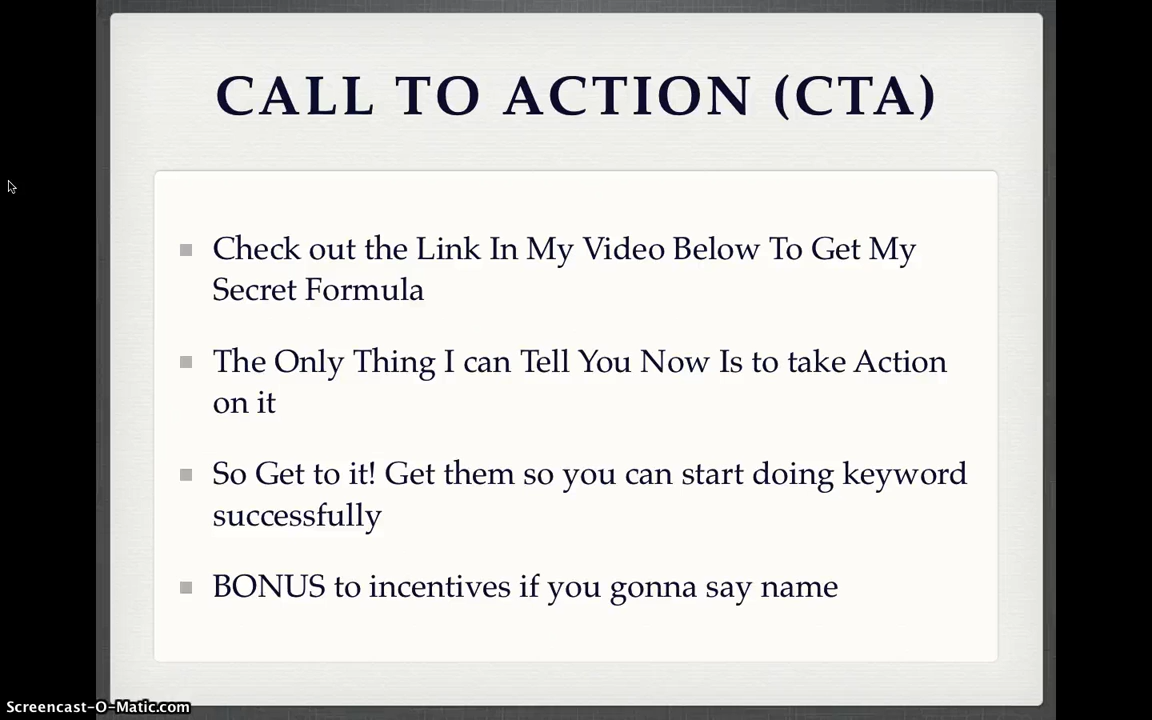 CALL TO ACTION (CTA)
Check out the Link In My Video Below To Get My
Secret Formula
The Only Thing I can Tell You Now Is to take Action
on it
So Get to it! Get them so you can start doing keyword
successfully
BONUS to incentives if you gonna say name
Screencast-O-Matic.com